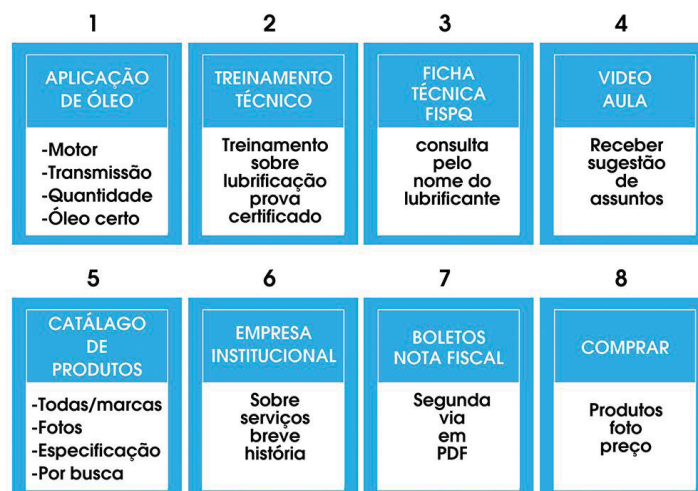 1
2
3
4
APLICAÇÃO
DE ÓLEO
-Motor
-Transmissão
-Quantidade
-Óleo certo
TREINAMENTO
TÉCNICO
Treinamento
sobre
lubrificação
prova
certificado
FICHA
TÉCNICA
FISPQ
consulta
pelo
nome do
lubrificante
VIDEO
AULA
Receber
sugestão
de
assuntos
5
6
7
8
CATÁLAGO
DE
PRODUTOS
-Todas/marcas
-Fotos
-Especificação
-Por busca
EMPRESA
INSTITUCIONAL
Sobre
serviços
breve
história
BOLETOS
NOTA FISCAL
Segunda
via
em
PDF
COMPRAR
Produtos
foto
preço